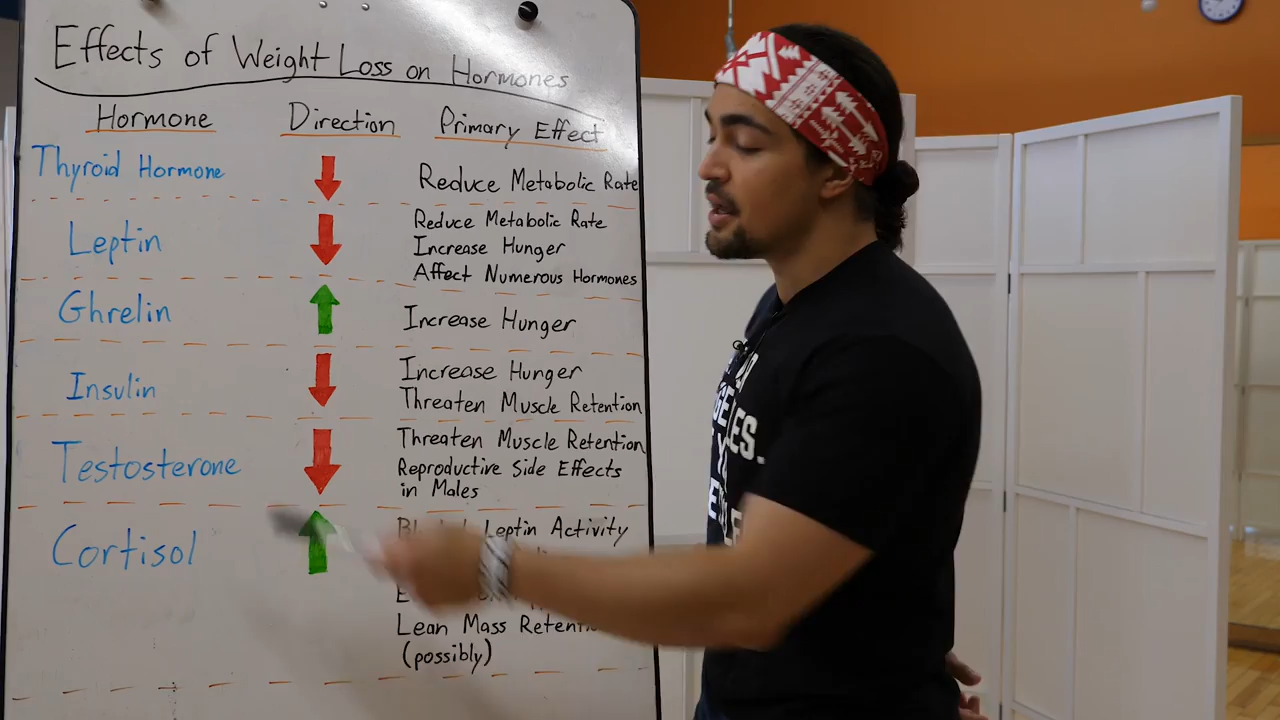 Effects of Weight Loss on Hormones
Hormone Direction Primary Effect
Thyroid Hormone Reduce Metabolic Rate
Leptin Reduce Metabolic Rate
Increase Hunger
Affect Numerous Hormones
Ghrelin Increase Hunger
Insulin Increase Hunger
Threaten Muscle Retention
Testosterone Threaten Muscle Retention
Reproductive Side Effects
in Males
Cortisol Leptin Activity
Lean Mass
(possibly)